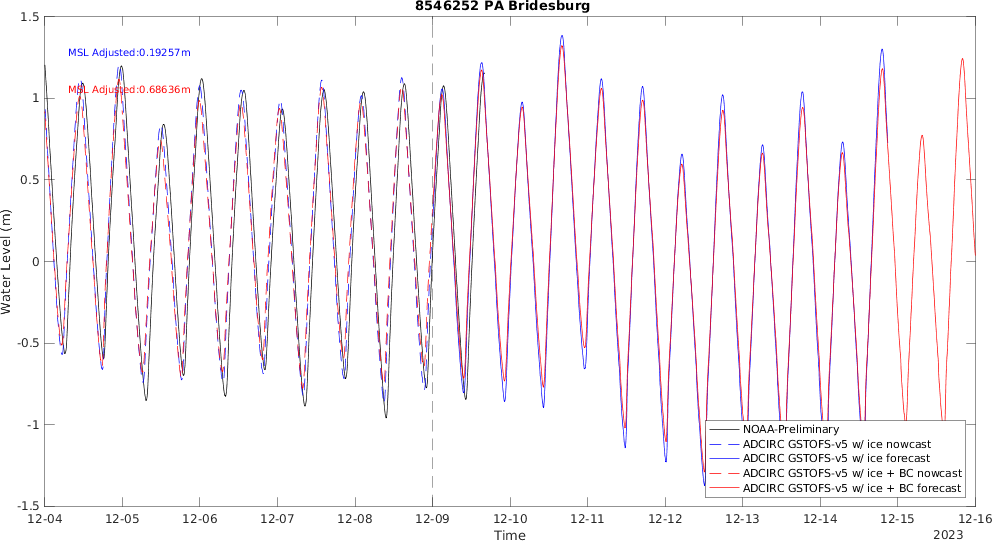 8546252 PA Bridesburg
1.5
MSL Adjusted:0.19257m
MSL Adjusted:0.68636m
1
0.5
Water Level (m)
0
-0.5
-1
-1.5
NOAA-Preliminary
ADCIRC GSTOFS-v5 w/ ice nowcast
ADCIRC GSTOFS-v5 w/ ice forecast
ADCIRC GSTOFS-v5 w/ ice + BC nowcast
ADCIRC GSTOFS-v5 w/ ice + BC forecast
12-04 12-05 12-06 12-07 12-08 12-09 12-10 12-11 12-12 12-13 12-14 12-15 12-16
Time
2023